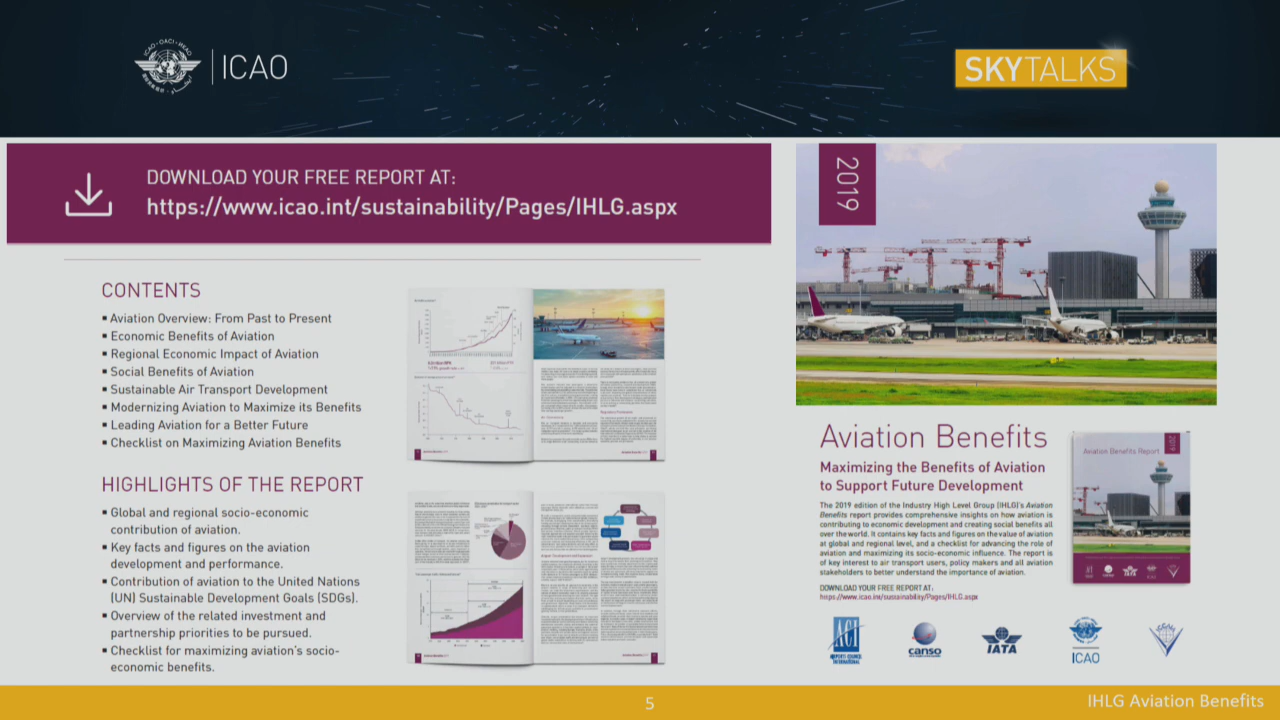 ICAO
SKYTALKS
DOWNLOAD YOUR FREE REPORT AT:
https://www.icao.int/sustainability/Pages/IHLG.aspx
CONTENTS
▪ Aviation Overview: From Past to Present
▪ Economic Benefits of Aviation
▪ Regional Economic Impact of Aviation
▪ Social Benefits of Aviation
▪ Sustainable Air Transport Development
▪ Modernizing Aviation to Maximize its Benefits
▪ Leading Aviation for a Better Future
▪ Checklist on Maximizing Aviation Benefits
HIGHLIGHTS OF THE REPORT
▪ Global and regional socio-economic
contribution of aviation.
▪ Key facts and figures on the aviation
development and performance.
▪ Contribution of aviation to the United Nations
(UN) Sustainable Development Goals (SDGs).
▪ Overview of the related investment and
partnership priorities to be pursued.
▪ Checklist for maximizing aviation's socio-
economic benefits.
2019
Aviation Benefits
Maximizing the Benefits of Aviation
to Support Future Development
The 2019 edition of the Industry High Level Group (IHLG)'s Aviation
Benefits report provides comprehensive insights on how aviation is
contributing to economic development and creating social benefits all
over the world. It contains key facts and figures on the value of aviation
at global and regional level, and a checklist for advancing the role of
aviation and maximizing its socio-economic influence. The report is
of key interest to air transport users, policy makers and all aviation
stakeholders to better understand the importance of aviation.
DOWNLOAD YOUR FREE REPORT AT:
https://www.icao.int/sustainability/Pages/IHLG.aspx
Aviation Benefits Report
2019
ACI
AIRPORTS COUNCIL
INTERNATIONAL
canso
IATA
ICAO
5
IHLG Aviation Benefits